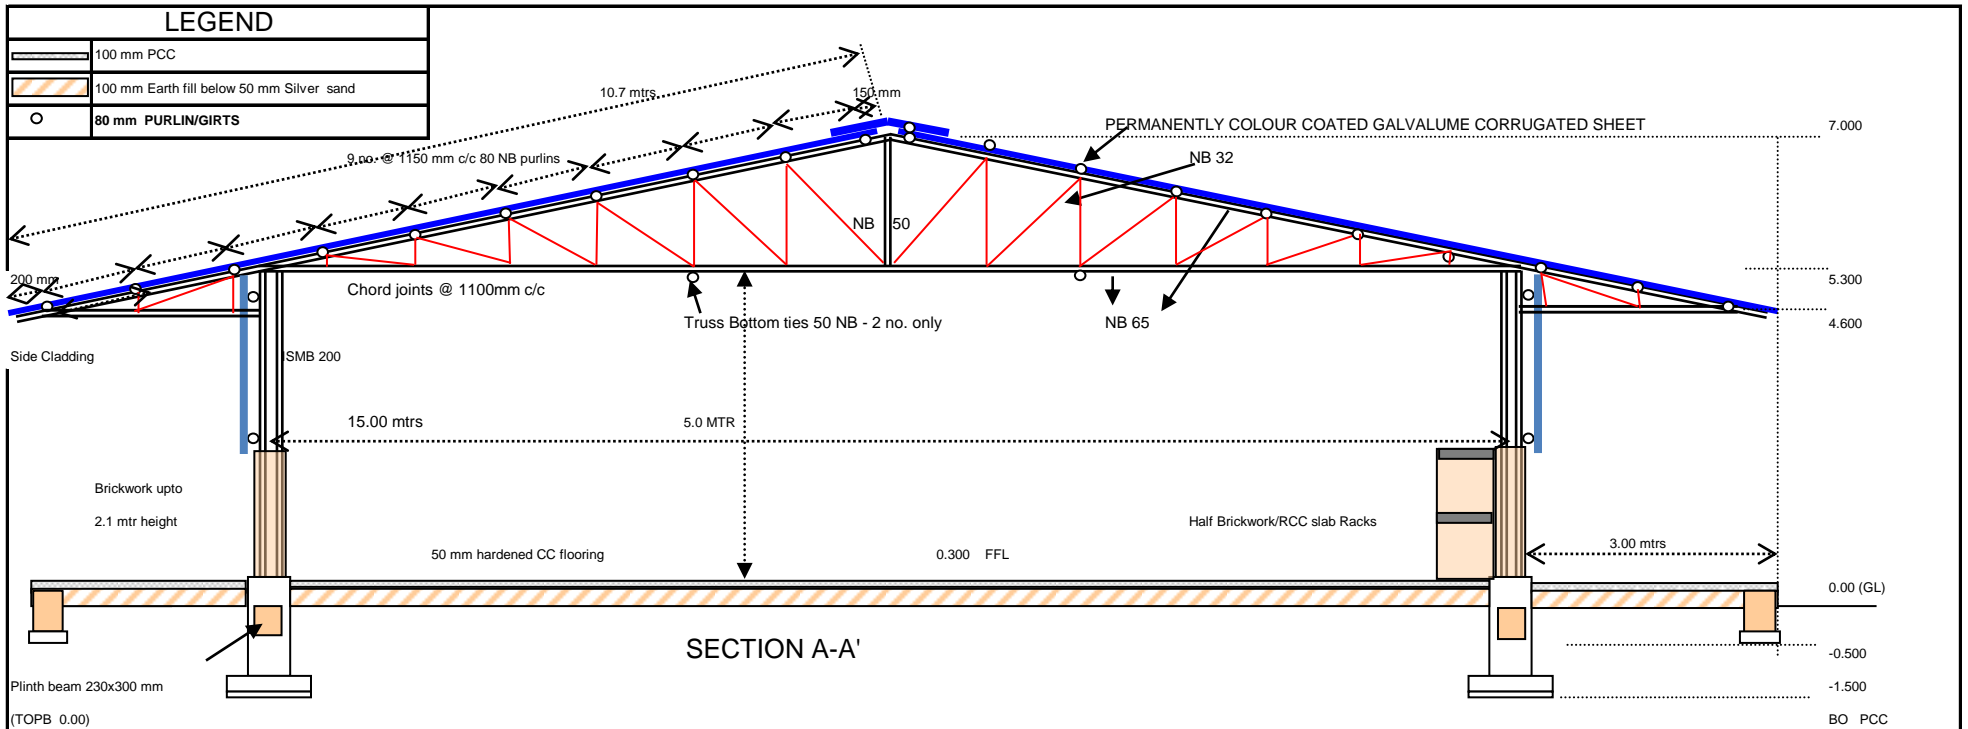 LEGEND
100 mm PCC
100 mm Earth fill below 50 mm Silver sand
80 mm PURLIN/GIRTS
10.7 mtrs
150 mm
PERMANENTLY COLOUR COATED GALVALUME CORRUGATED SHEET
7.000
9 no. @ 1150 mm c/c 80 NB purlins
NB 32
NB 50
200 mm
Chord joints @ 1100mm c/c
5.300
Truss Bottom ties 50 NB - 2 no. only
NB 65
4.600
Side Cladding
ISMB 200
15.00 mtrs
5.0 MTR
Brickwork upto
2.1 mtr height
Half Brickwork/RCC slab Racks
50 mm hardened CC flooring
0.300 FFL
3.00 mtrs
0.00 (GL)
SECTION A-A'
-0.500
Plinth beam 230x300 mm
-1.500
(TOPB 0.00)
BO PCC